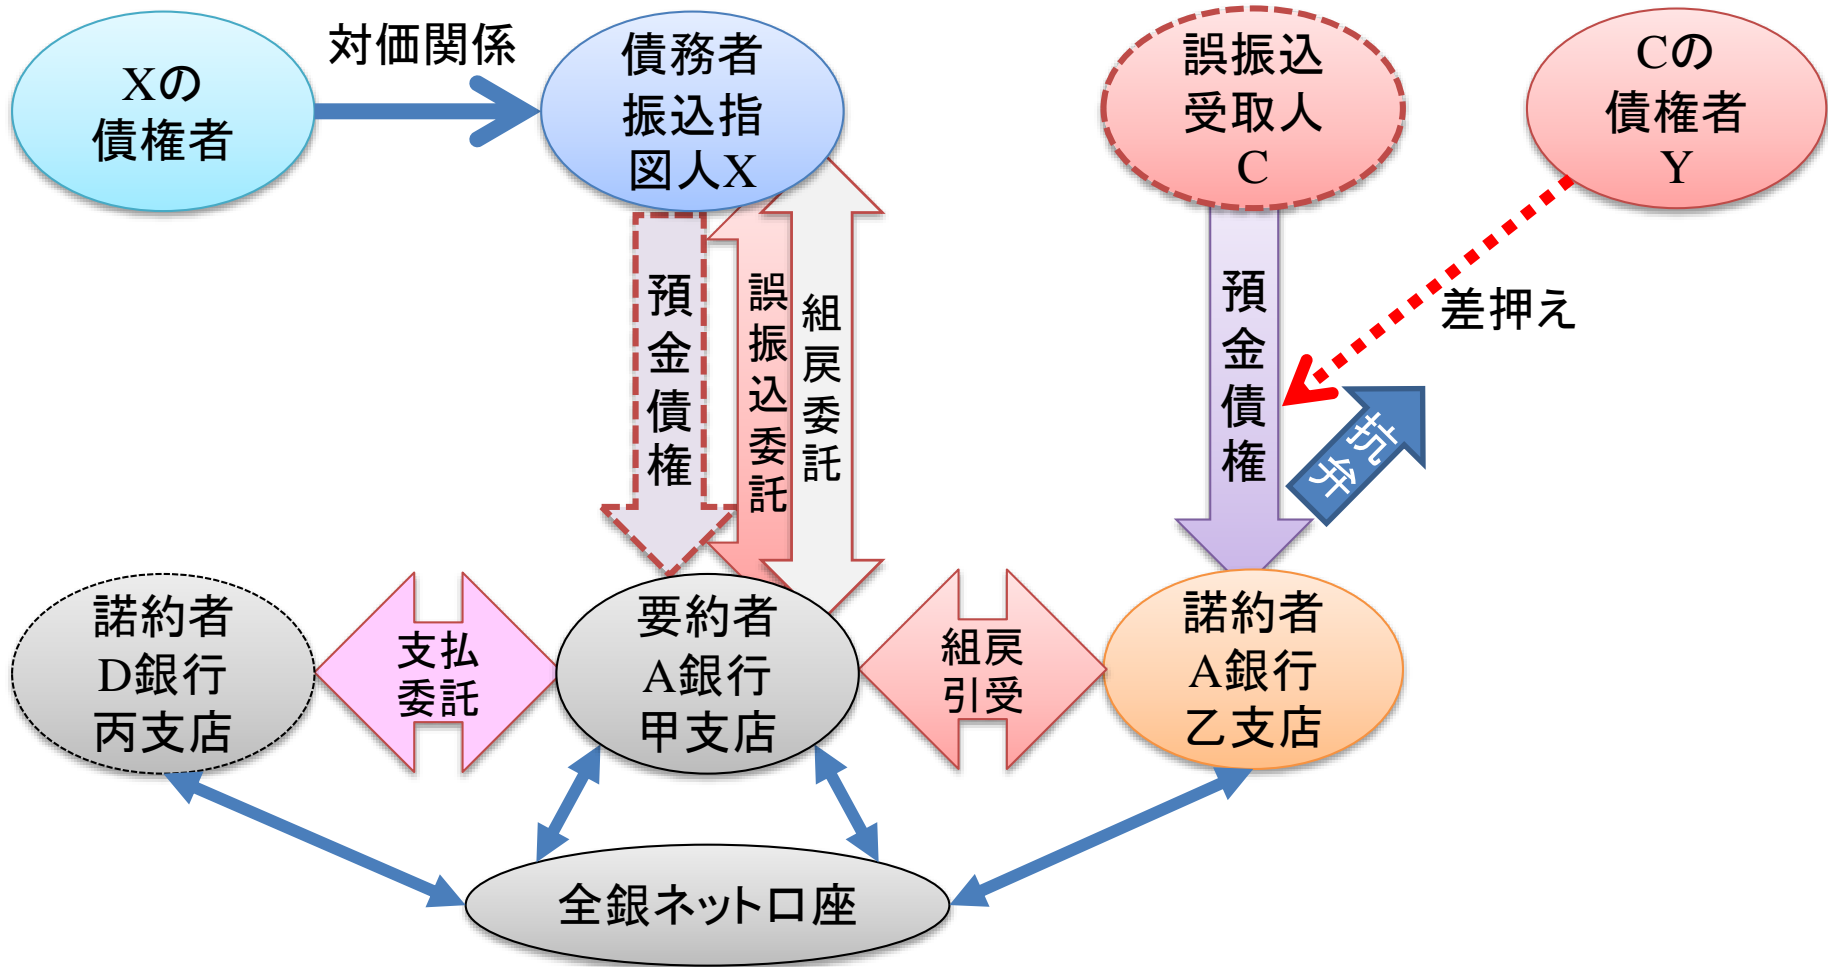 Xの
債権者
対価関係
債務者
振込指
図人X
誤振込
受取人
C
Cの
債権者
Y
預金債権
誤振込委託
組戻委託
預金債権
差押え
抗弁
諾約者
D銀行
丙支店
支払
委託
要約者
A銀行
甲支店
組戻
引受
諾約者
A銀行
乙支店
全銀ネット口座